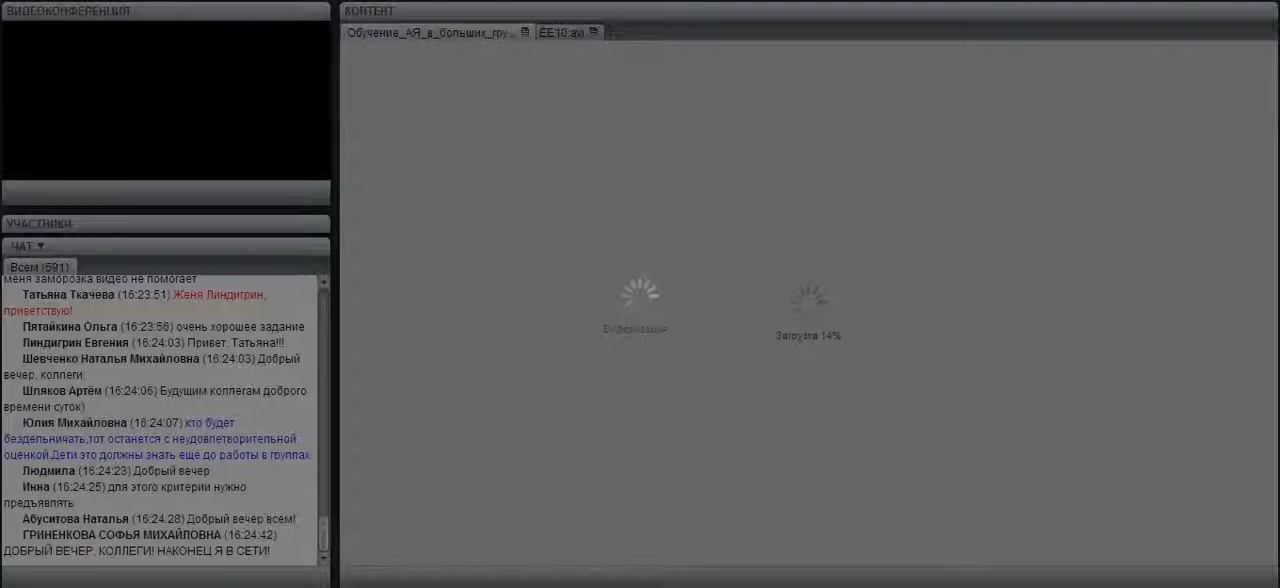 ВИДЕОКОНФЕРЕНЦИЯ
КОНТЕНТ
Обучение_АЯ_в_больших_гру...
EE10.avi
УЧАСТНИКИ
ЧАТ
Всем (591)
меня заморозка видео не помогает
Татьяна Ткачева (16:23:51) Женя Линдигрин,
приветствую!
Пятайкина Ольга (16:23:56) очень хорошее задание
Линдигрин Евгения (16:24:03) Привет, Татьяна!!!
Шевченко Наталья Михайловна (16:24:03) Добрый
вечер, коллеги.
Шляков Артём (16:24:06) Будущим коллегам доброго
времени суток)
Юлия Михайловна (16:24:07) кто будет
бездельничать,тот останется с неудовлетворительной
оценкой.Дети это должны знать ещё до работы в группах.
Людмила (16:24:23) Добрый вечер
Инна (16:24:25) для этого критерии нужно
предъявлять
Абуситова Наталья (16:24:28) Добрый вечер всем!
ГРИНЕНКОВА СОФЬЯ МИХАЙЛОВНА (16:24:42)
ДОБРЫЙ ВЕЧЕР, КОЛЛЕГИ! НАКОНЕЦ Я В СЕТИ!
Буферизация
Загрузка 14%